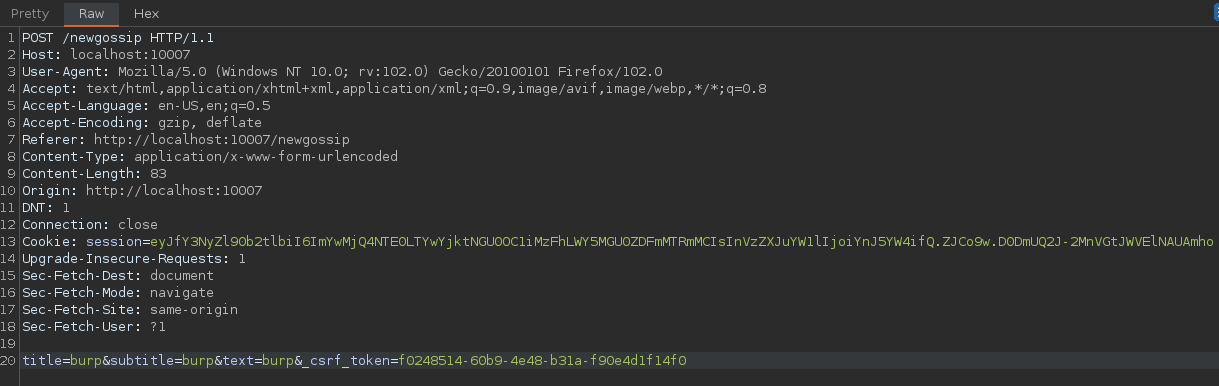 Pretty Raw Hex
1 POST /newgossip HTTP/1.1
2 Host: localhost:10007
3 User-Agent: Mozilla/5.0 (Windows NT 10.0; rv:102.0) Gecko/20100101 Firefox/102.0
4 Accept: text/html,application/xhtml+xml,application/xml;q=0.9,image/avif,image/webp,*/*;q=0.8
5 Accept-Language: en-US,en;q=0.5
6 Accept-Encoding: gzip, deflate
7 Referer: http://localhost:10007/newgossip
8 Content-Type: application/x-www-form-urlencoded
9 Content-Length: 83
10 Origin: http://localhost:10007
11 DNT: 1
12 Connection: close
13 Cookie: session=eyJfY3NyZl90b2tlbiI6ImYwMjQ4NTE0LTYwYjktNGU0OC1iMzFhLWY5MGU0ZDFmMTRmMCIsInVzZXJuYW1lIjoiYnJ5YW4ifQ.ZJCo9w.D0DmUQ2J-2MnVGtJWVElNAUAmho
14 Upgrade-Insecure-Requests: 1
15 Sec-Fetch-Dest: document
16 Sec-Fetch-Mode: navigate
17 Sec-Fetch-Site: same-origin
18 Sec-Fetch-User: ?1
19
20 title=burp&subtitle=burp&text=burp&_csrf_token=f0248514-60b9-4e48-b31a-f90e4d1f14f0